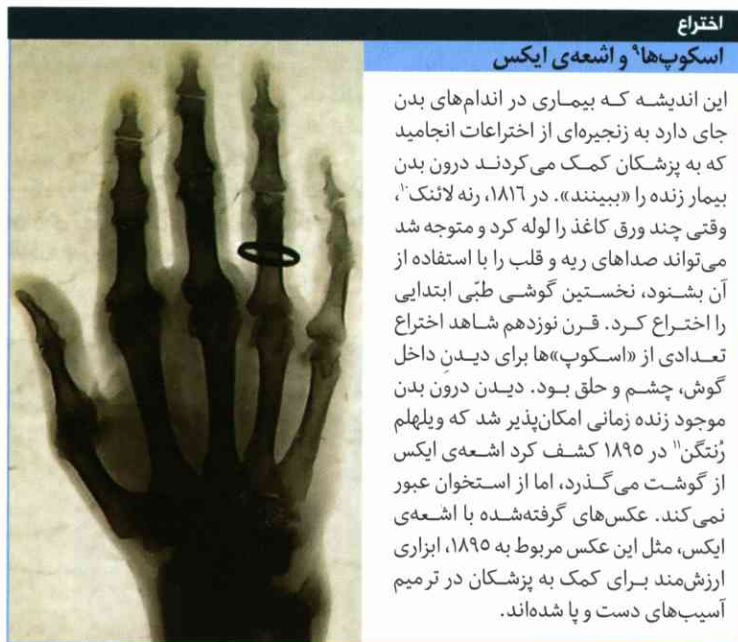 اختراع
اسکوپ‌ها⁹ و اشعه‌ی ایکس
این اندیشه که بیماری در اندام‌های بدن
جای دارد به زنجیره‌ای از اختراعات انجامید
که به پزشکان کمک می‌کردند درون بدن
بیمار زنده را «ببینند». در ۱۸۱۶، رنه لائنک¹⁰،
وقتی چند ورق کاغذ را لوله کرد و متوجه شد
می‌تواند صداهای ریه و قلب را با استفاده از
آن بشنود، نخستین گوشی طبّی ابتدایی
را اختراع کرد. قرن نوزدهم شاهد اختراع
تعدادی از «اسکوپ»ها برای دیدنِ داخل
گوش، چشم و حلق بود. دیدن درون بدن
موجود زنده زمانی امکان‌پذیر شد که ویلهلم
رُنتگن¹¹ در ۱۸۹۵ کشف کرد اشعه‌ی ایکس
از گوشت می‌گذرد، اما از استخوان عبور
نمی‌کند. عکس‌های گرفته‌شده با اشعه‌ی
ایکس، مثل این عکس مربوط به ۱۸۹۵، ابزاری
ارزش‌مند برای کمک به پزشکان در ترمیم
آسیب‌های دست و پا شده‌اند.